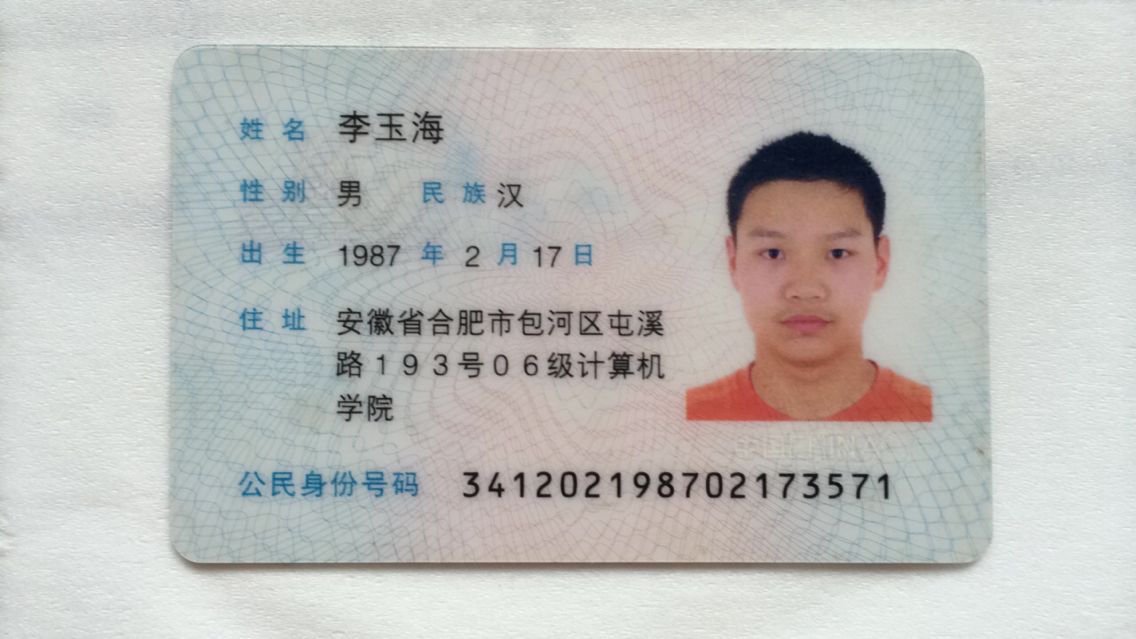 姓名 李玉海
性别 男 民族 汉
出生 1987 年 2 月 17 日
住址 安徽省合肥市包河区屯溪
路193号06级计算机
学院
公民身份号码 341202198702173571